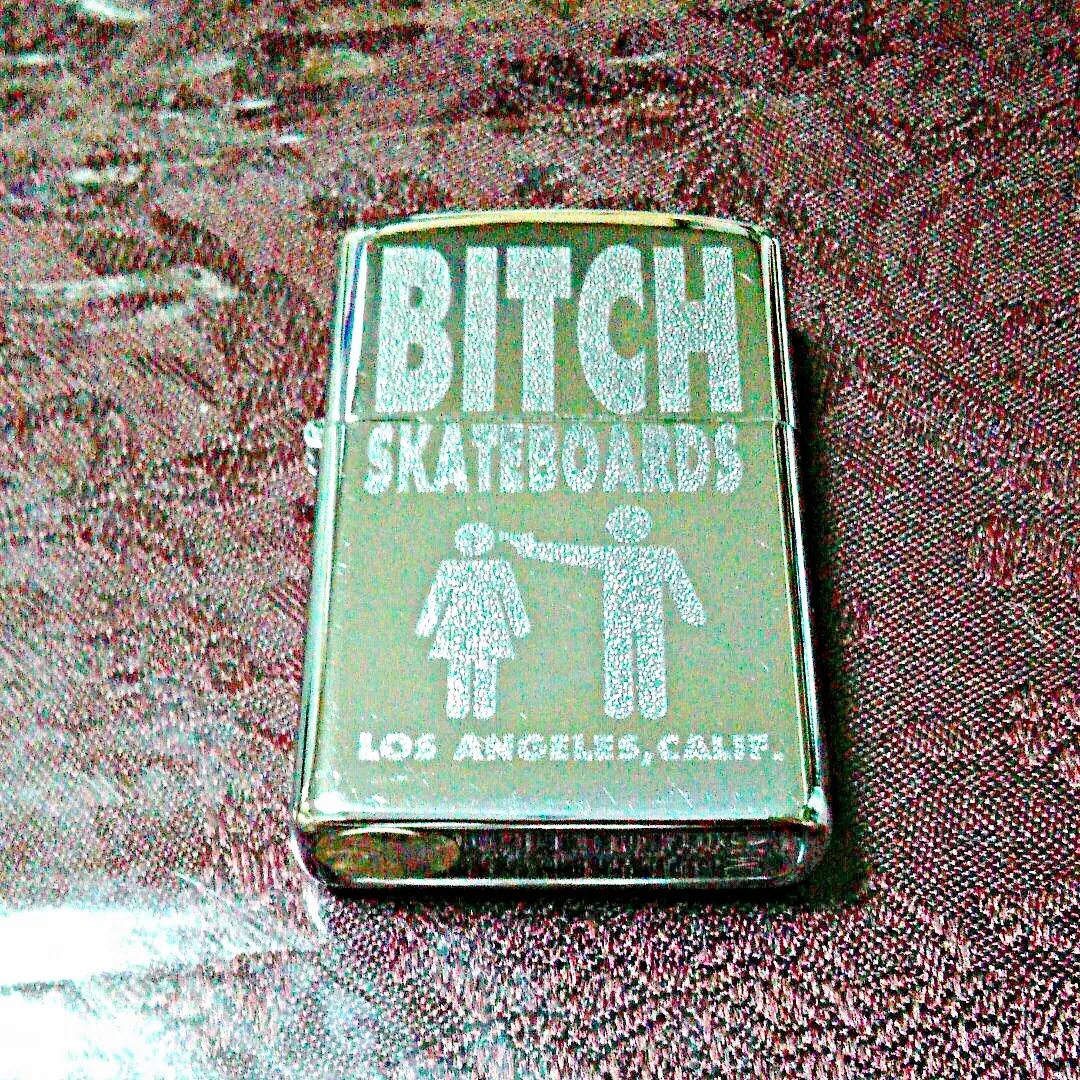 BITCH
SKATEBOARDS
LOS ANGELES, CALIF.